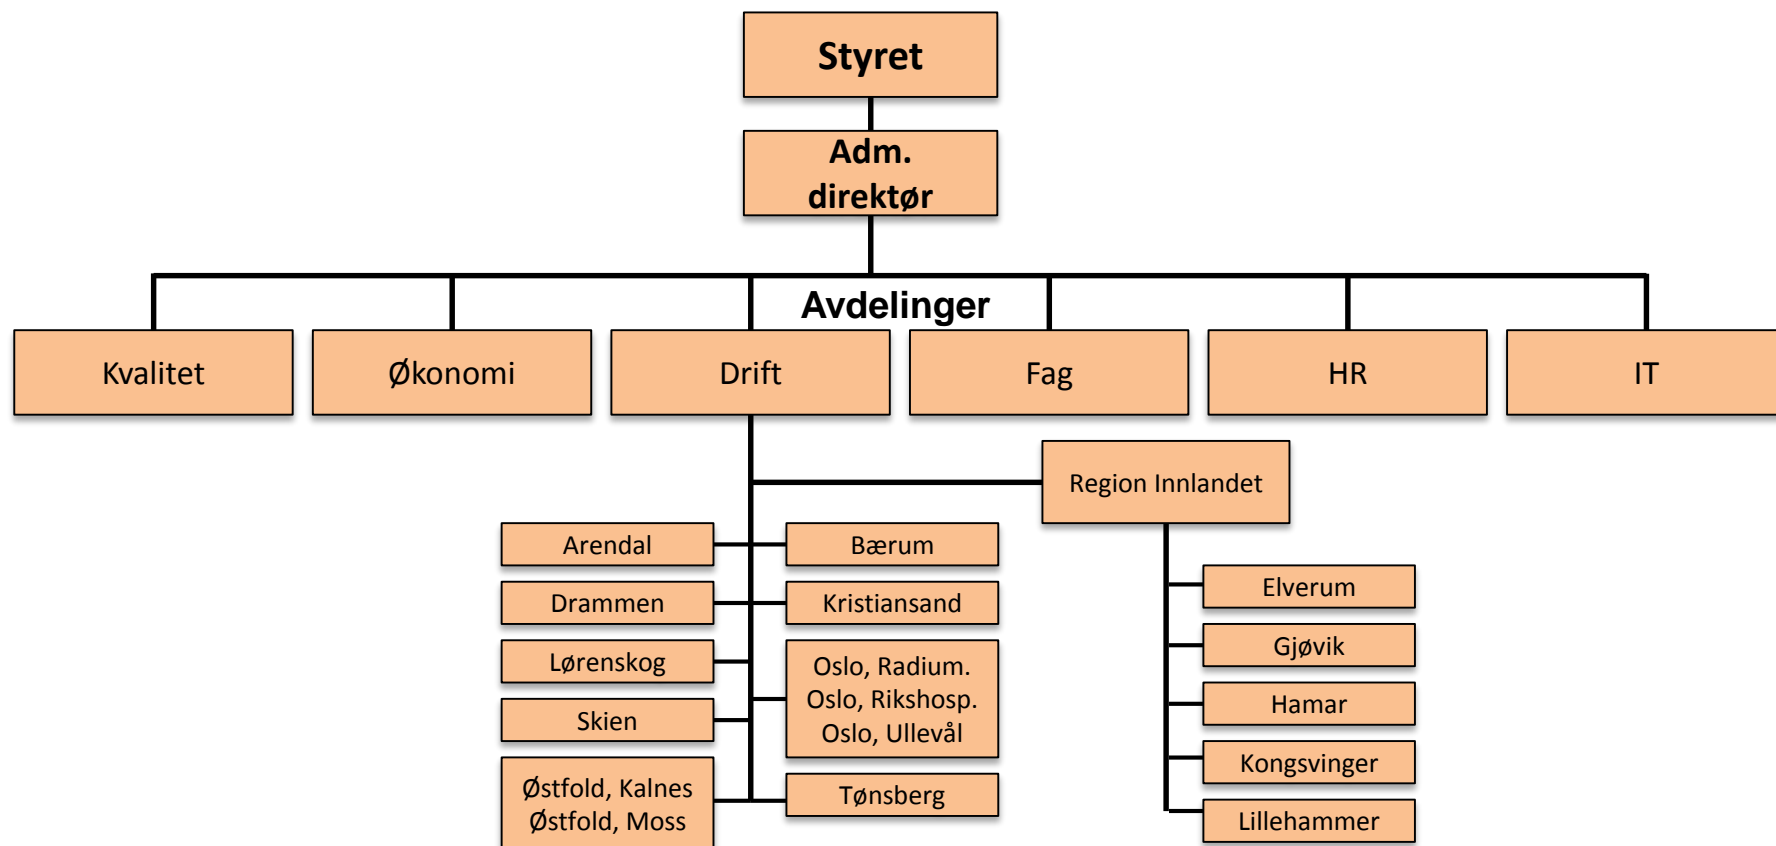 Styret
Adm.
direktør
Avdelinger
Kvalitet
Økonomi
Drift
Fag
HR
IT
Region Innlandet
Arendal
Bærum
Drammen
Kristiansand
Lørenskog
Oslo, Radium.
Oslo, Rikshosp.
Oslo, Ullevål
Skien
Østfold, Kalnes
Østfold, Moss
Tønsberg
Elverum
Gjøvik
Hamar
Kongsvinger
Lillehammer